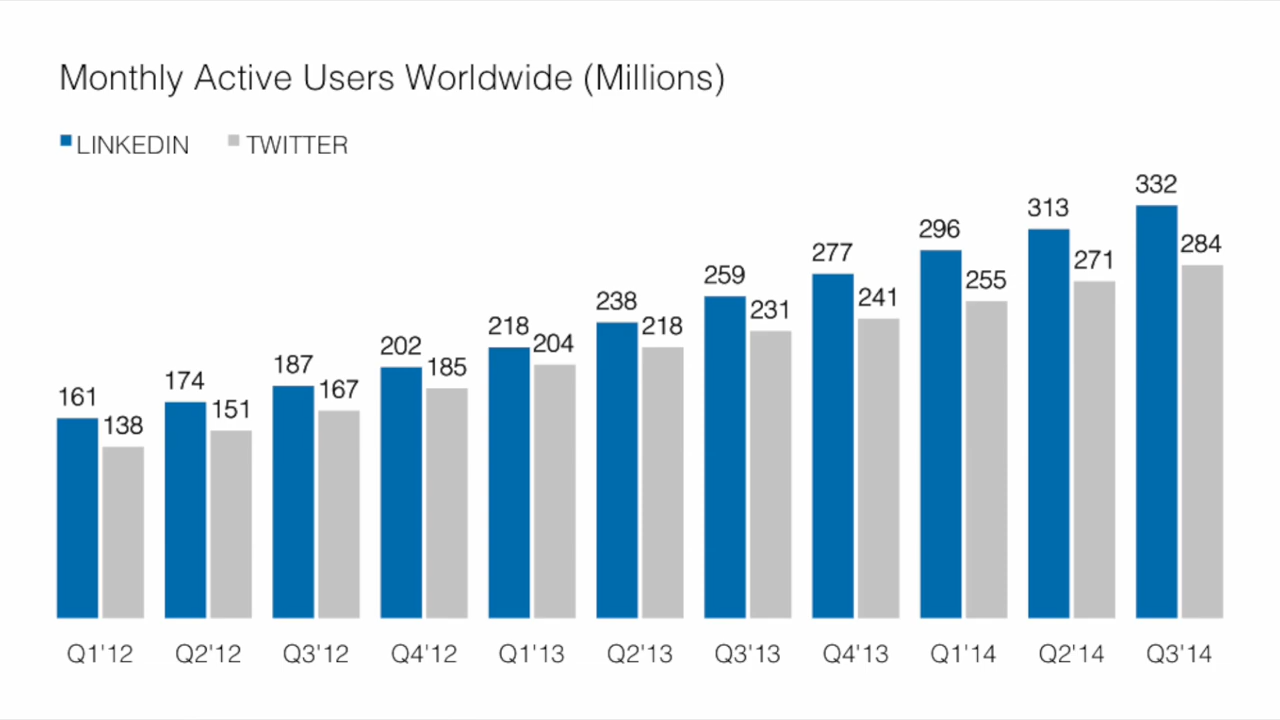 Monthly Active Users Worldwide (Millions)
LINKEDIN TWITTER
161 138 174 151 187 167 202 185 218 204 238 218 259 231 277 241 296 255 313 271 332 284
Q1'12 Q2'12 Q3'12 Q4'12 Q1'13 Q2'13 Q3'13 Q4'13 Q1'14 Q2'14 Q3'14